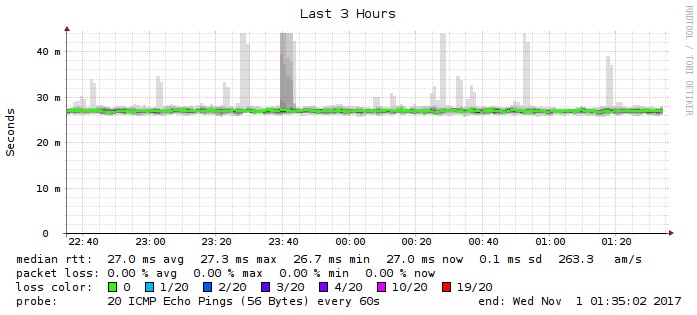 Last 3 Hours
RRDTOOL / TOBI OETIKER
Seconds
40 m
30 m
20 m
10 m
0
22:40 23:00 23:20 23:40 00:00 00:20 00:40 01:00 01:20
median rtt: 27.0 ms avg 27.3 ms max 26.7 ms min 27.0 ms now 0.1 ms sd 263.3 am/s
packet loss: 0.00 % avg 0.00 % max 0.00 % min 0.00 % now
loss color: 0 1/20 2/20 3/20 4/20 10/20 19/20
probe: 20 ICMP Echo Pings (56 Bytes) every 60s end: Wed Nov 1 01:35:02 2017